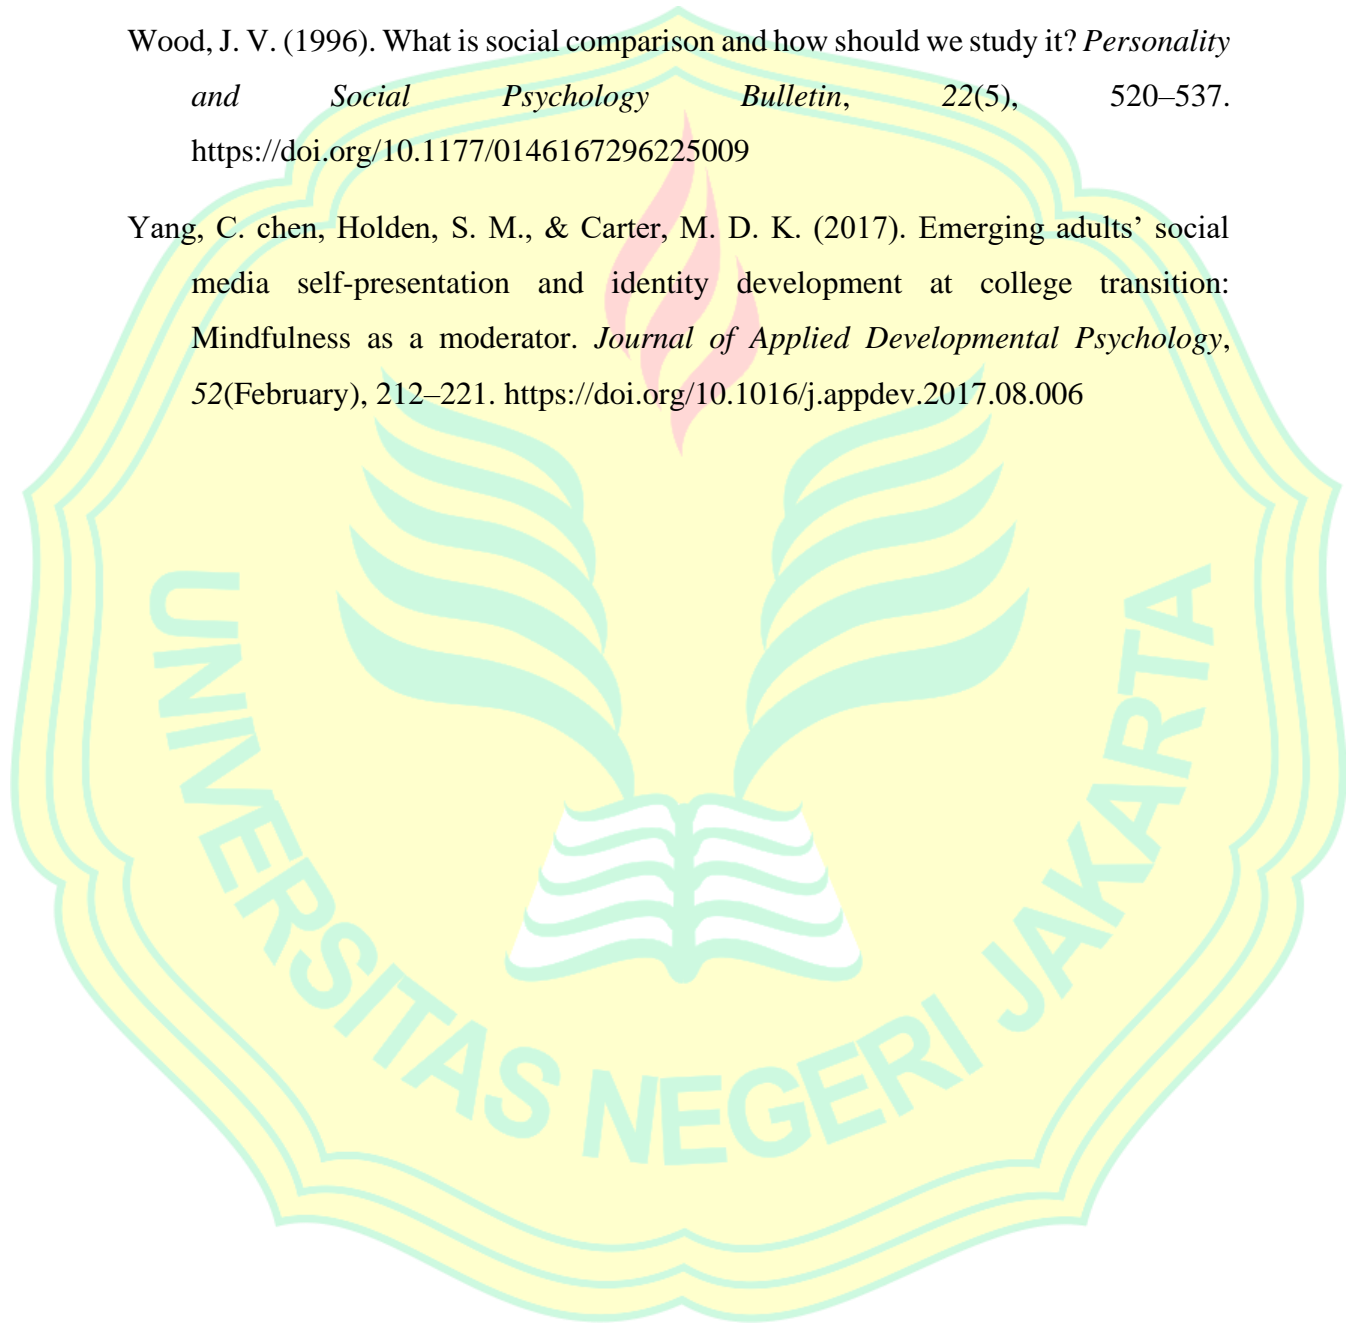 Wood, J. V. (1996). What is social comparison and how should we study it? Personality
and Social Psychology Bulletin, 22(5), 520–537.
https://doi.org/10.1177/0146167296225009
Yang, C. chen, Holden, S. M., & Carter, M. D. K. (2017). Emerging adults’ social
media self-presentation and identity development at college transition:
Mindfulness as a moderator. Journal of Applied Developmental Psychology,
52(February), 212–221. https://doi.org/10.1016/j.appdev.2017.08.006
UNIVERSITAS NEGERI JAKARTA